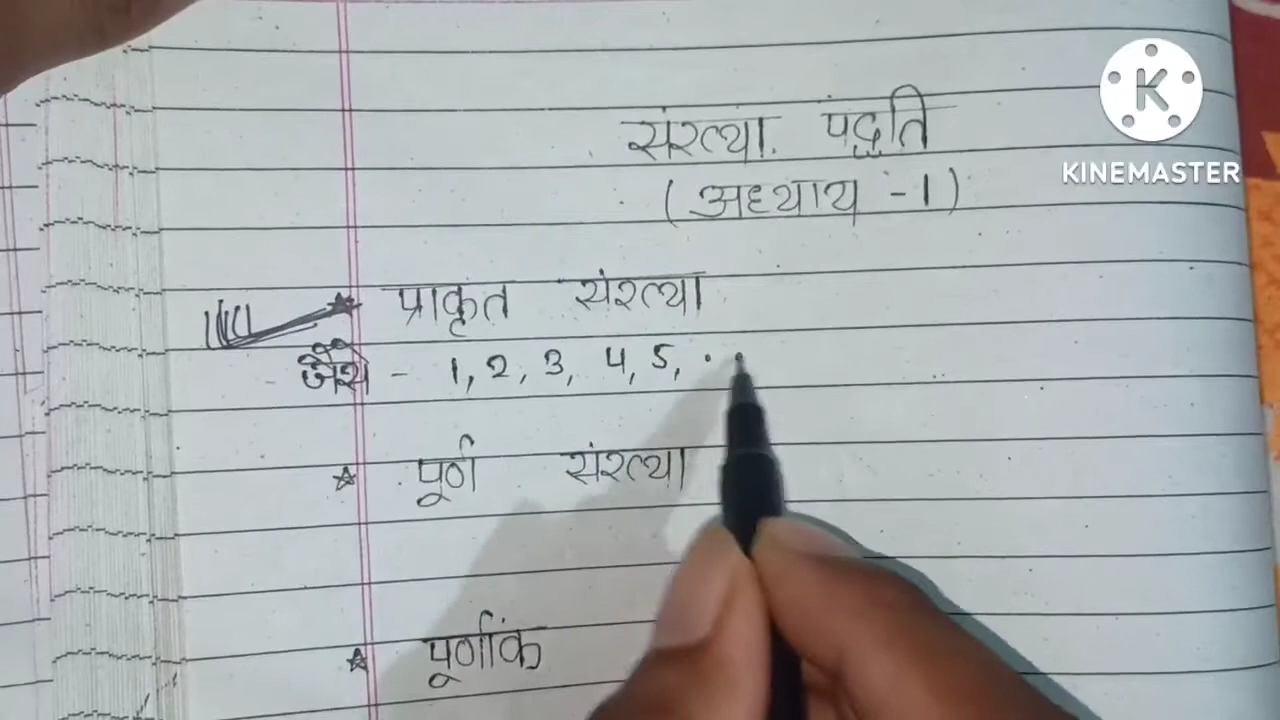 संख्या पद्धति
(अध्याय -1)
प्राकृत संख्या
जैसे - 1, 2, 3, 4, 5, . .
पूर्ण संख्या
पूर्णांक
KINEMASTER